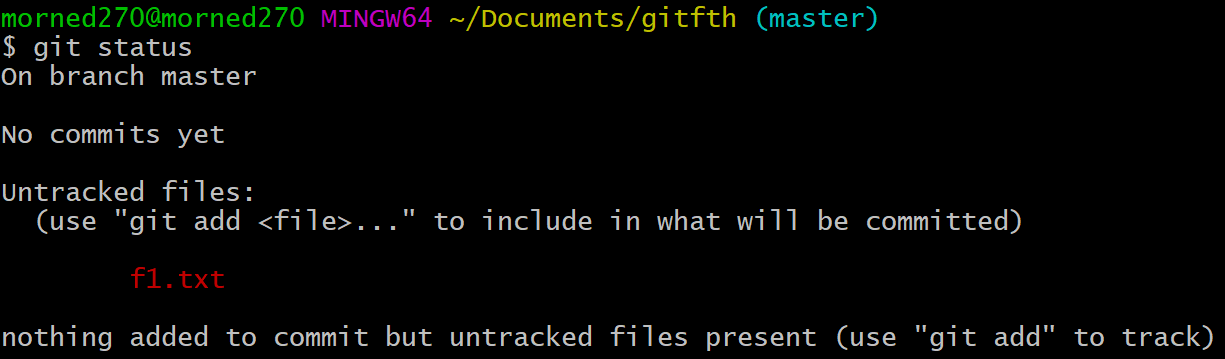 morned270@morned270 MINGW64 ~/Documents/gitfth (master)
$ git status
On branch master
No commits yet
Untracked files:
(use "git add <file>..." to include in what will be committed)
f1.txt
nothing added to commit but untracked files present (use "git add" to track)